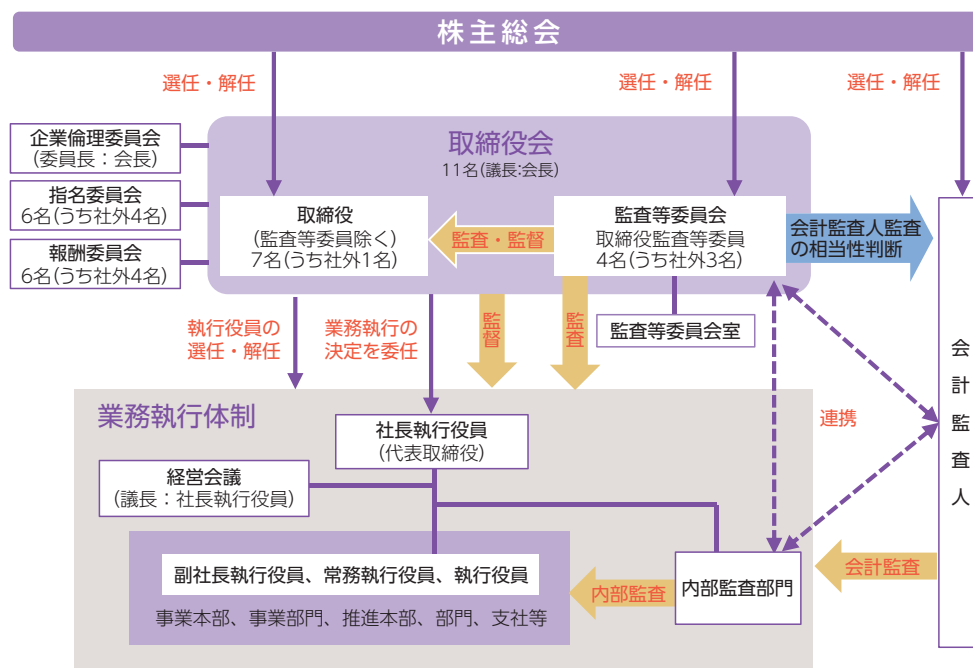 株主総会
選任・解任
選任・解任
選任・解任
企業倫理委員会
(委員長：会長)
指名委員会
6名(うち社外4名)
報酬委員会
6名(うち社外4名)
取締役会
11名(議長:会長)
取締役
(監査等委員除く)
7名(うち社外1名)
監査・監督
監査等委員会
取締役監査等委員
4名(うち社外3名)
会計監査人監査
の相当性判断
執行役員の
選任・解任
業務執行の
決定を委任
監督
監査
監査等委員会室
会計監査人
連携
業務執行体制
社長執行役員
(代表取締役)
経営会議
(議長：社長執行役員)
副社長執行役員、常務執行役員、執行役員
事業本部、事業部門、推進本部、部門、支社等
内部監査
内部監査部門
会計監査